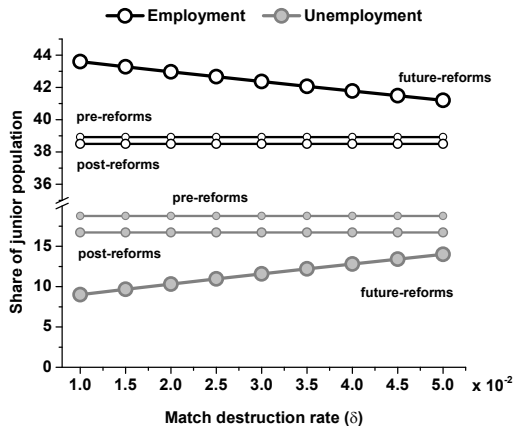 Employment Unemployment
44
42
40
38
36
15
10
5
0
future-reforms
pre-reforms
post-reforms
pre-reforms
post-reforms
future-reforms
Share of junior population
1.0 1.5 2.0 2.5 3.0 3.5 4.0 4.5 5.0 x 10⁻²
Match destruction rate (δ)